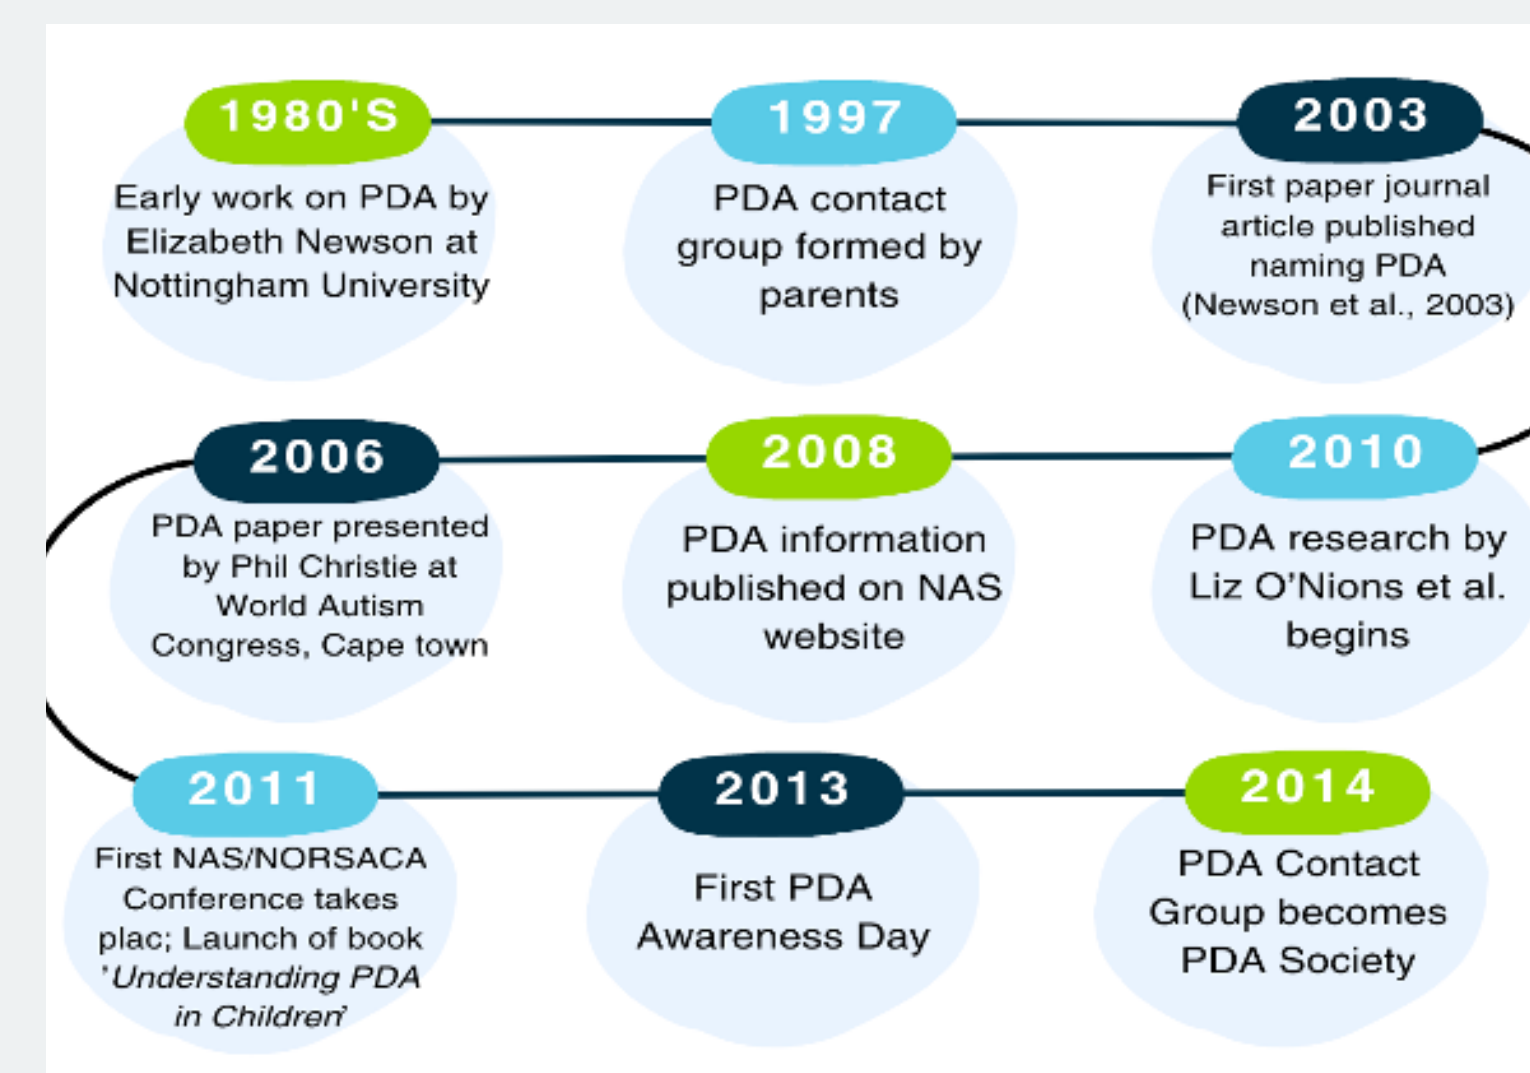 1980'S
Early work on PDA by
Elizabeth Newson at
Nottingham University
1997
PDA contact
group formed by
parents
2003
First paper journal
article published
naming PDA
(Newson et al., 2003)
2006
PDA paper presented
by Phil Christie at
World Autism
Congress, Cape town
2008
PDA information
published on NAS
website
2010
PDA research by
Liz O’Nions et al.
begins
2011
First NAS/NORSACA
Conference takes
plac; Launch of book
'Understanding PDA
in Children'
2013
First PDA
Awareness Day
2014
PDA Contact
Group becomes
PDA Society